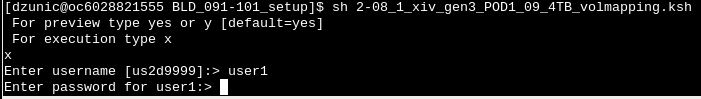 [dzunic@oc6028821555 BLD_091-101_setup]$ sh 2-08_1_xiv_gen3_POD1_09_4TB_volmapping.ksh
For preview type yes or y [default=yes]
For execution type x
x
Enter username [us2d9999]:> user1
Enter password for user1:>